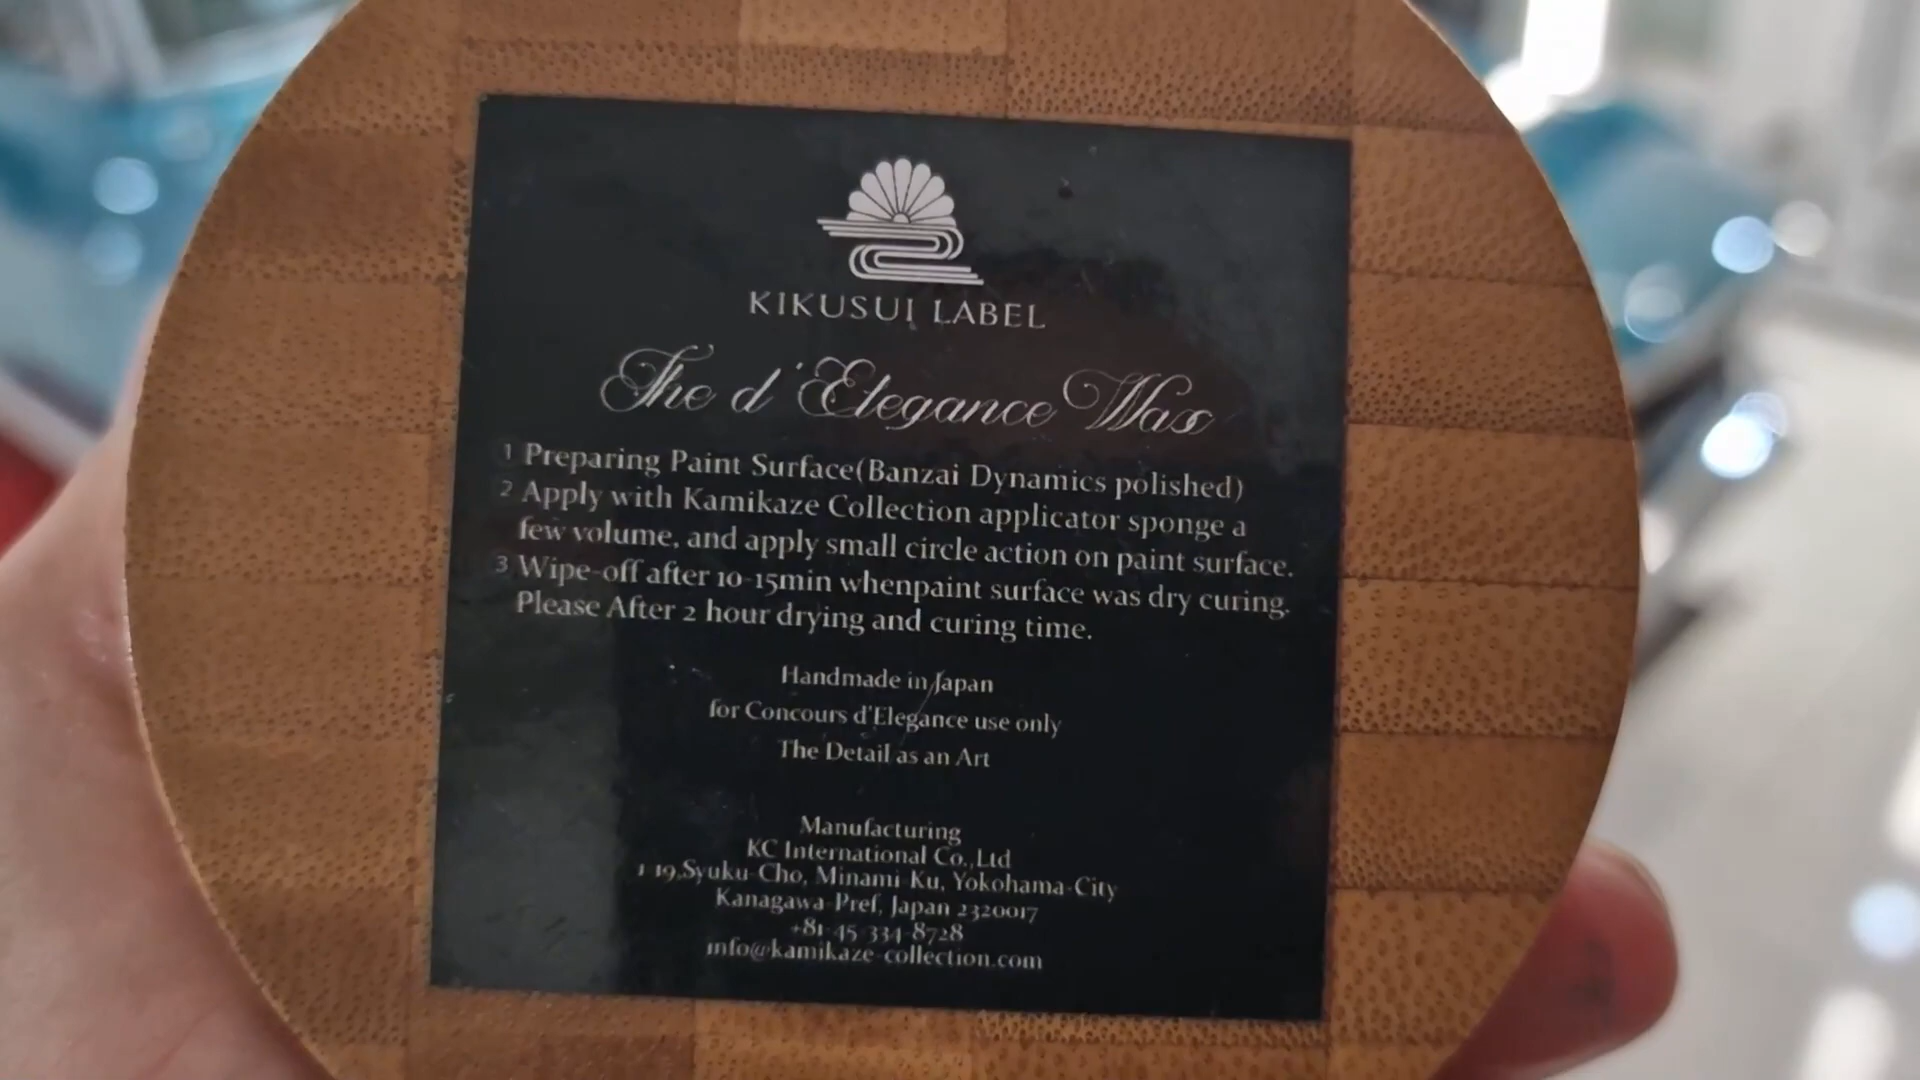 KIKUSUI LABEL
The d'Elegance Wax
1 Preparing Paint Surface(Banzai Dynamics polished)
2 Apply with Kamikaze Collection applicator sponge a
few volume, and apply small circle action on paint surface.
3 Wipe-off after 10-15min whenpaint surface was dry curing.
Please After 2 hour drying and curing time.
Handmade in Japan
for Concours d'Elegance use only
The Detail as an Art
Manufacturing
KC International Co.,Ltd
1-19,Syuku-Cho, Minami-Ku, Yokohama-City
Kanagawa-Pref, Japan 2320017
+81-45-334-8728
info@kamikaze-collection.com